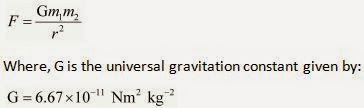 F = Gm₁m₂ / r²
Where, G is the universal gravitation constant given by:
G = 6.67×10⁻¹¹ Nm² kg⁻²